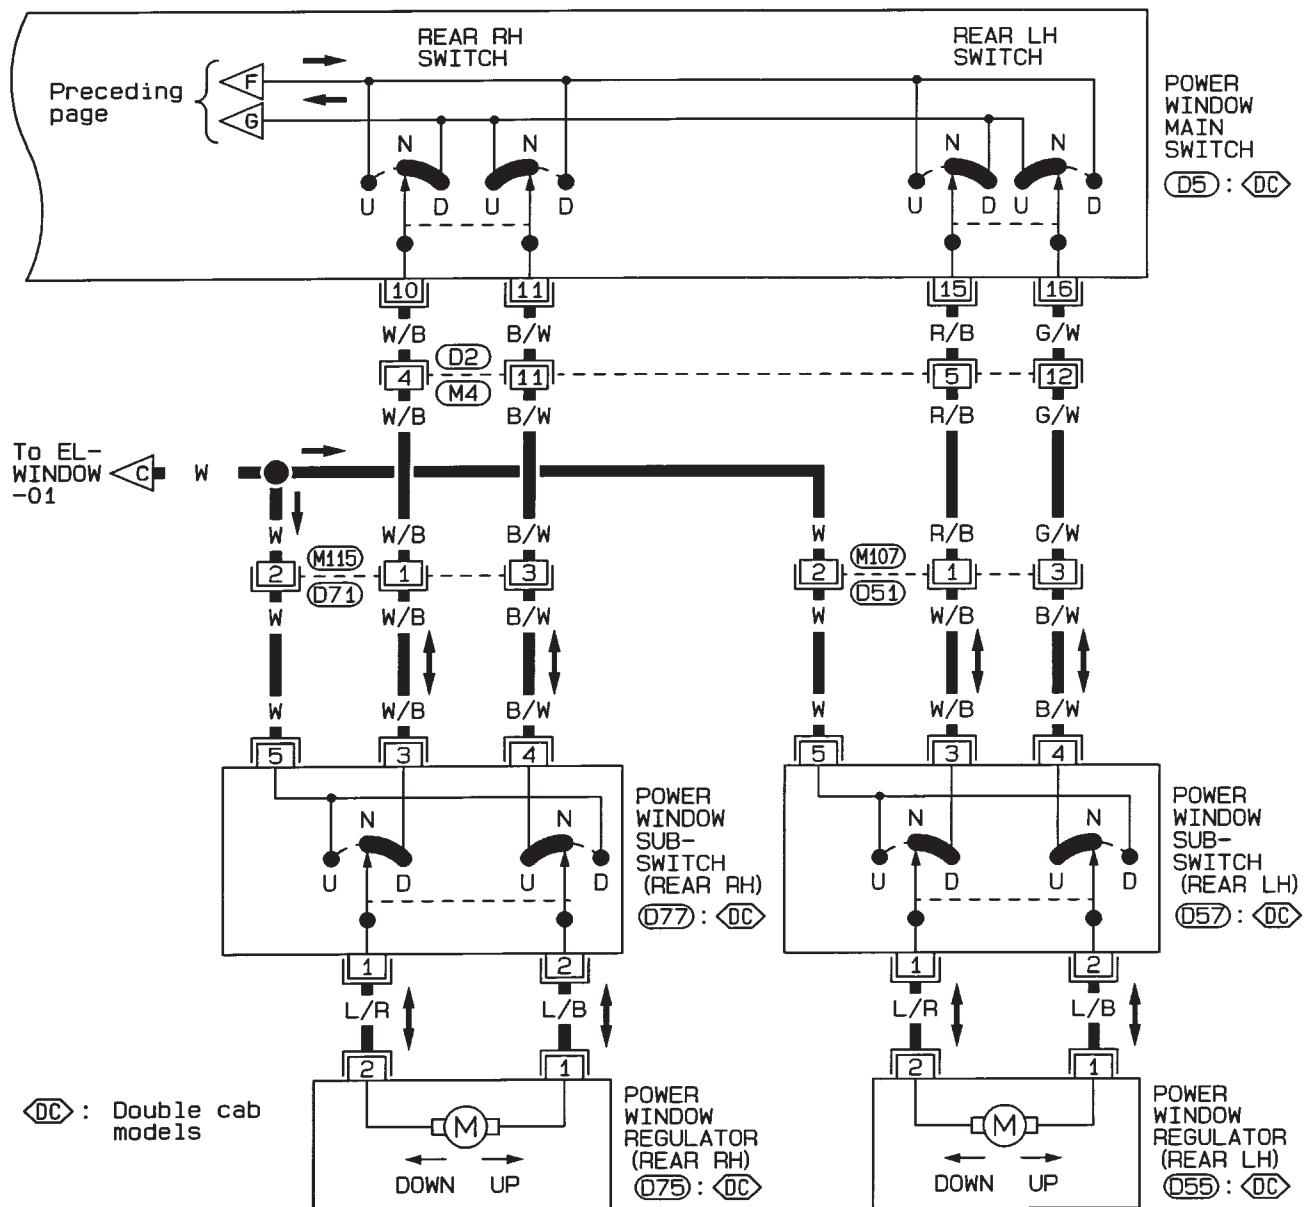 REAR RH
SWITCH
REAR LH
SWITCH
Preceding
page
F
G
POWER
WINDOW
MAIN
SWITCH
D5 : DC
N N N N
U D U D U D U D
10 11 15 16
W/B B/W R/B G/W
D2
4 11 5 12
M4
W/B B/W R/B G/W
To EL-
WINDOW
-01
C W
W W/B B/W W R/B G/W
M115 M107
2 1 3 2 1 3
D71 D51
W W/B B/W W W/B B/W
W W/B B/W W W/B B/W
5 3 4 5 3 4
N N N N
U D U D U D U D
POWER
WINDOW
SUB-
SWITCH
(REAR RH)
D77 : DC
POWER
WINDOW
SUB-
SWITCH
(REAR LH)
D57 : DC
1 2 1 2
L/R L/B L/R L/B
2 1 2 1
M M
DOWN UP DOWN UP
POWER
WINDOW
REGULATOR
(REAR RH)
D75 : DC
POWER
WINDOW
REGULATOR
(REAR LH)
D55 : DC
DC : Double cab
models